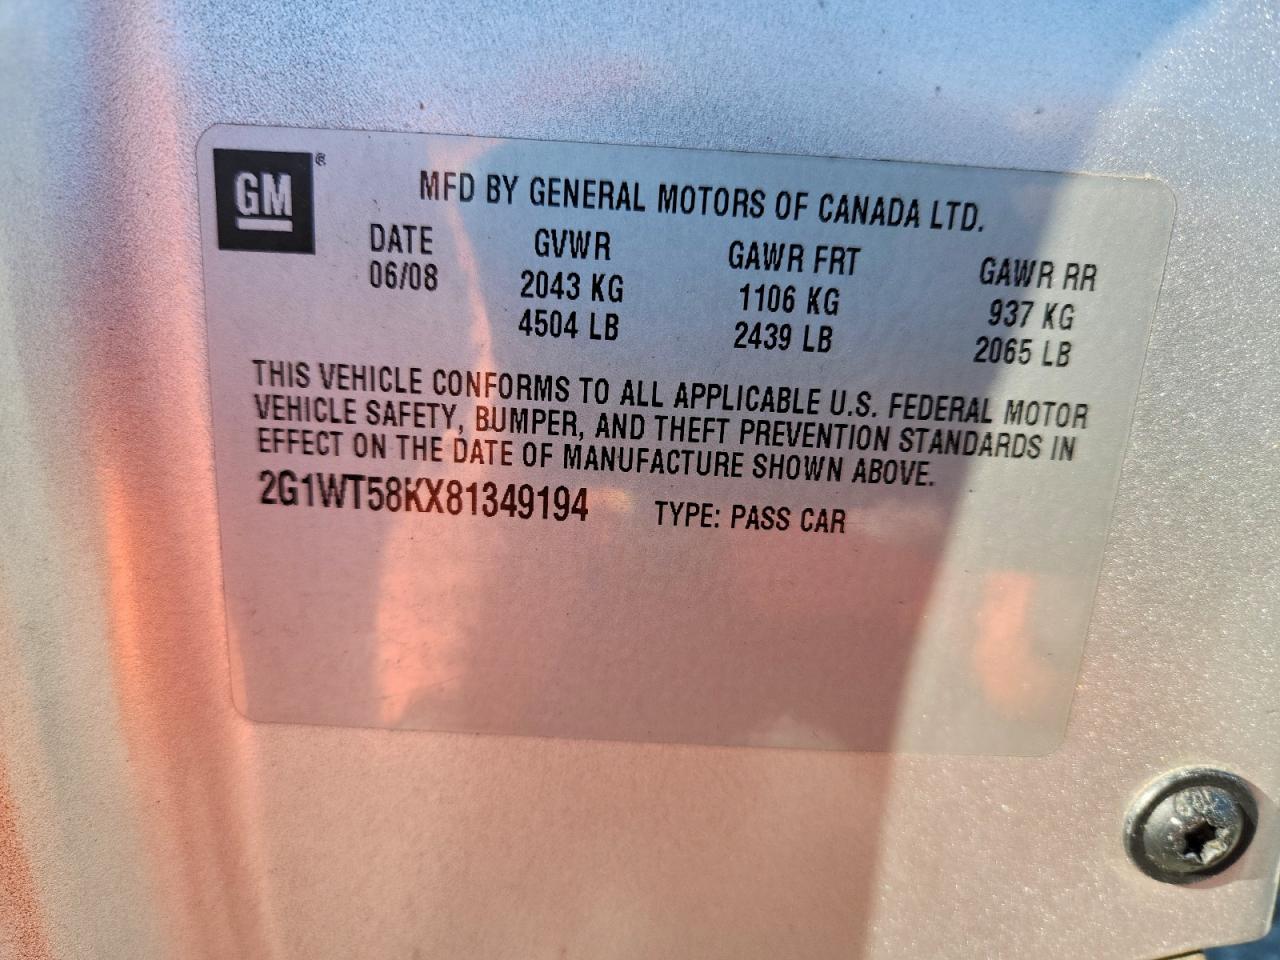 GM ®
MFD BY GENERAL MOTORS OF CANADA LTD.
DATE GVWR GAWR FRT GAWR RR
06/08 2043 KG 1106 KG 937 KG
4504 LB 2439 LB 2065 LB
THIS VEHICLE CONFORMS TO ALL APPLICABLE U.S. FEDERAL MOTOR
VEHICLE SAFETY, BUMPER, AND THEFT PREVENTION STANDARDS IN
EFFECT ON THE DATE OF MANUFACTURE SHOWN ABOVE.
2G1WT58KX81349194 TYPE: PASS CAR